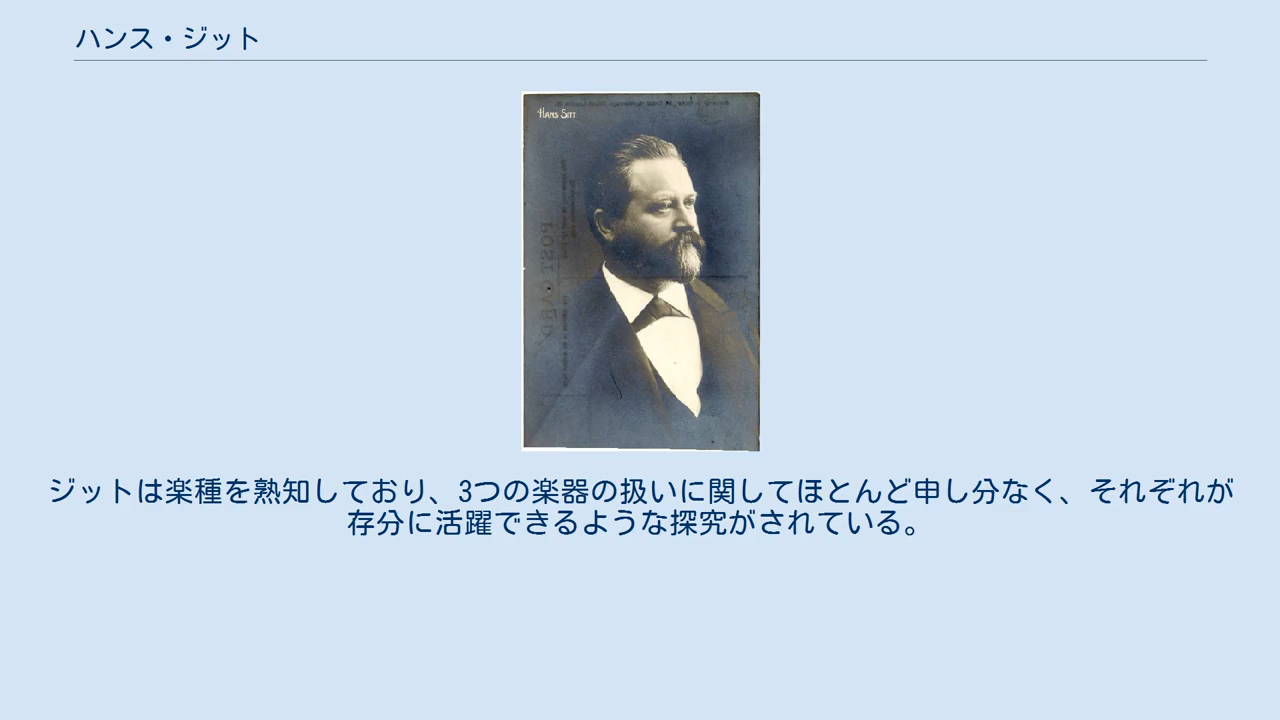 ハンス・ジット
HANS SITT
POST CARD
ジットは楽種を熟知しており、3つの楽器の扱いに関してほとんど申し分なく、それぞれが
存分に活躍できるような探究がされている。